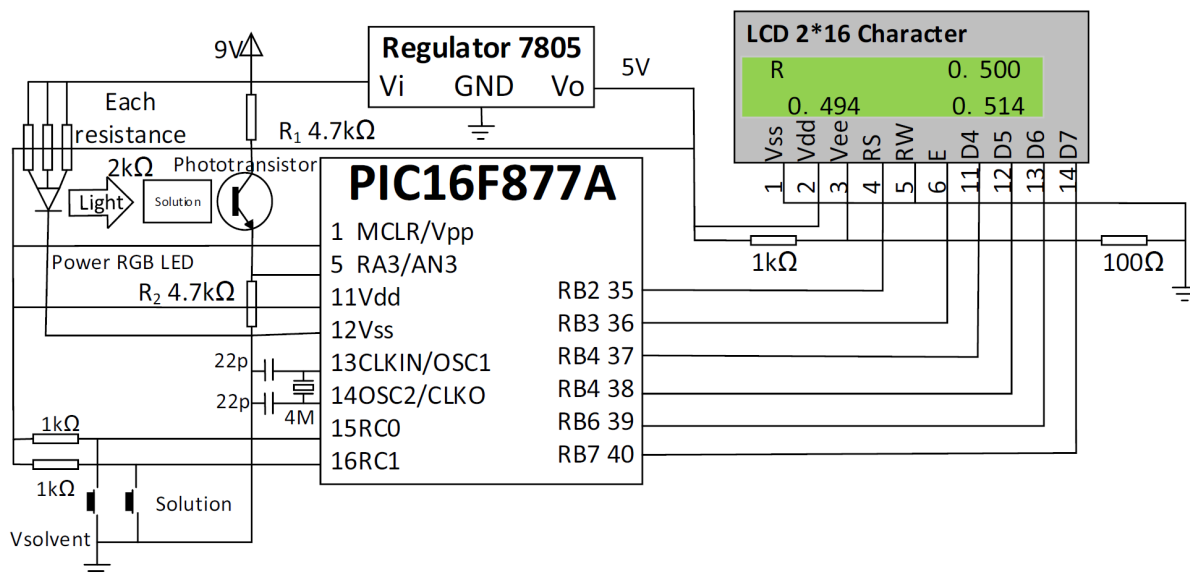 9V
Regulator 7805
Vi GND Vo
5V
LCD 2*16 Character
R 0. 500
0. 494 0. 514
Vss Vdd Vee RS RW E D4 D5 D6 D7
1 2 3 4 5 6 11 12 13 14
Each
resistance
2kΩ
R1 4.7kΩ
Phototransistor
Light
Solution
Power RGB LED
R2 4.7kΩ
PIC16F877A
1 MCLR/Vpp
5 RA3/AN3
11Vdd
12Vss
13CLKIN/OSC1
14OSC2/CLKO
15RC0
16RC1
RB2 35
RB3 36
RB4 37
RB4 38
RB6 39
RB7 40
1kΩ
100Ω
22p
22p
4M
1kΩ
1kΩ
Solution
Vsolvent